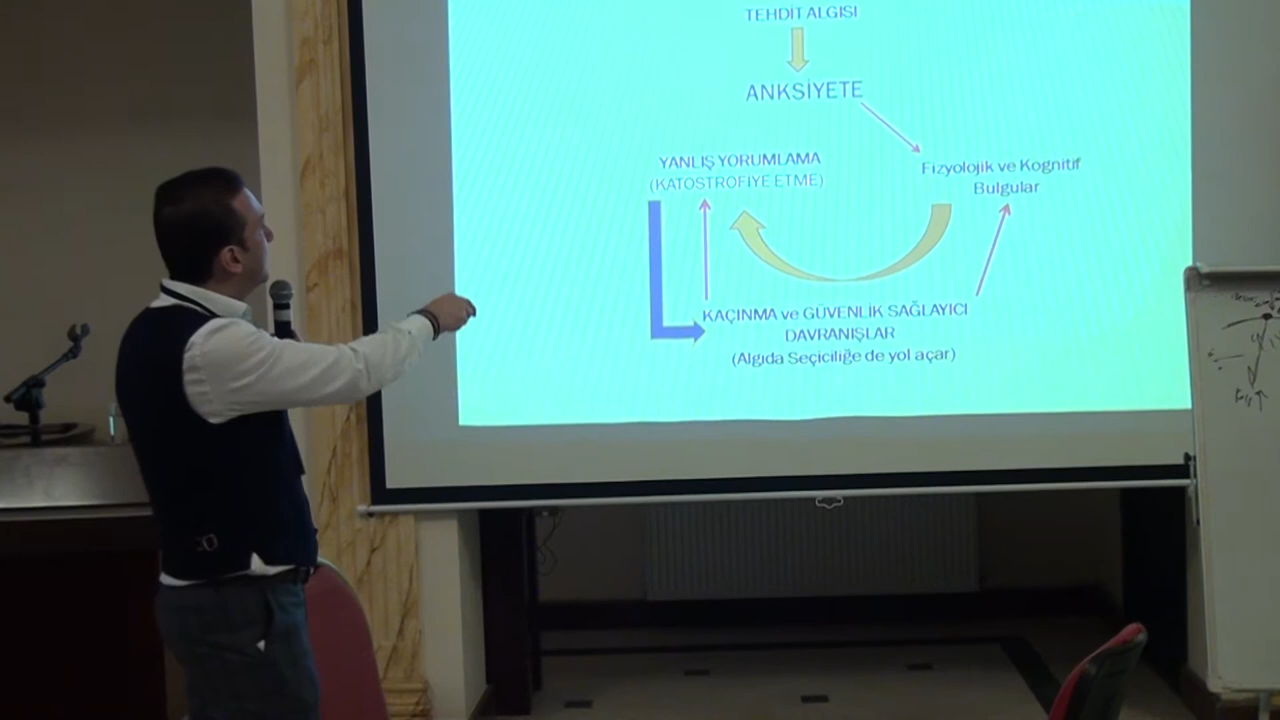 TEHDİT ALGISI
ANKSİYETE
YANLIŞ YORUMLAMA
(KATOSTROFİYE ETME)
Fizyolojik ve Kognitif
Bulgular
KAÇINMA ve GÜVENLİK SAĞLAYICI
DAVRANIŞLAR
(Algıda Seçiciliğe de yol açar)